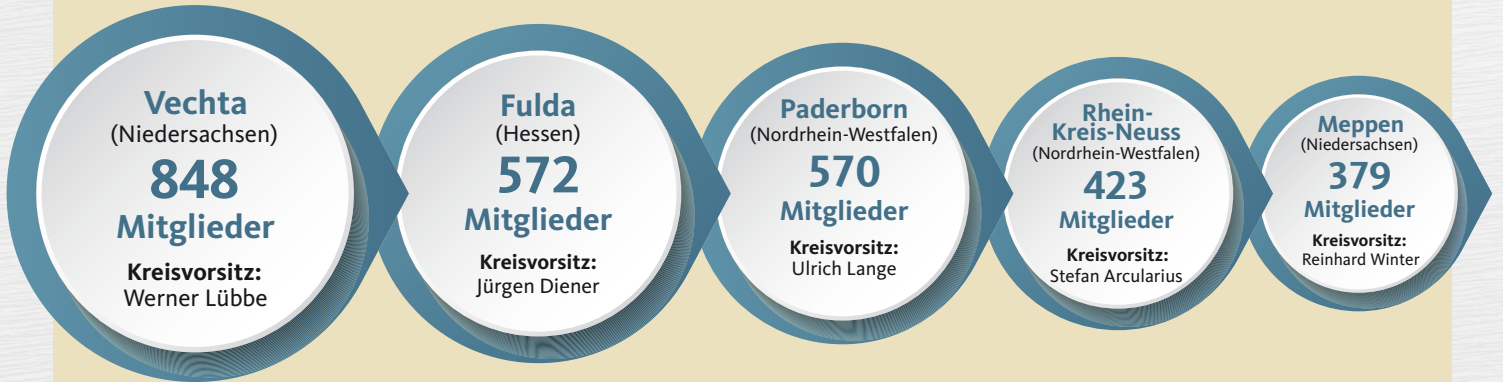 Vechta
(Niedersachsen)
848
Mitglieder
Kreisvorsitz:
Werner Lübbe
Fulda
(Hessen)
572
Mitglieder
Kreisvorsitz:
Jürgen Diener
Paderborn
(Nordrhein-Westfalen)
570
Mitglieder
Kreisvorsitz:
Ulrich Lange
Rhein-
Kreis-Neuss
(Nordrhein-Westfalen)
423
Mitglieder
Kreisvorsitz:
Stefan Arcularius
Meppen
(Niedersachsen)
379
Mitglieder
Kreisvorsitz:
Reinhard Winter